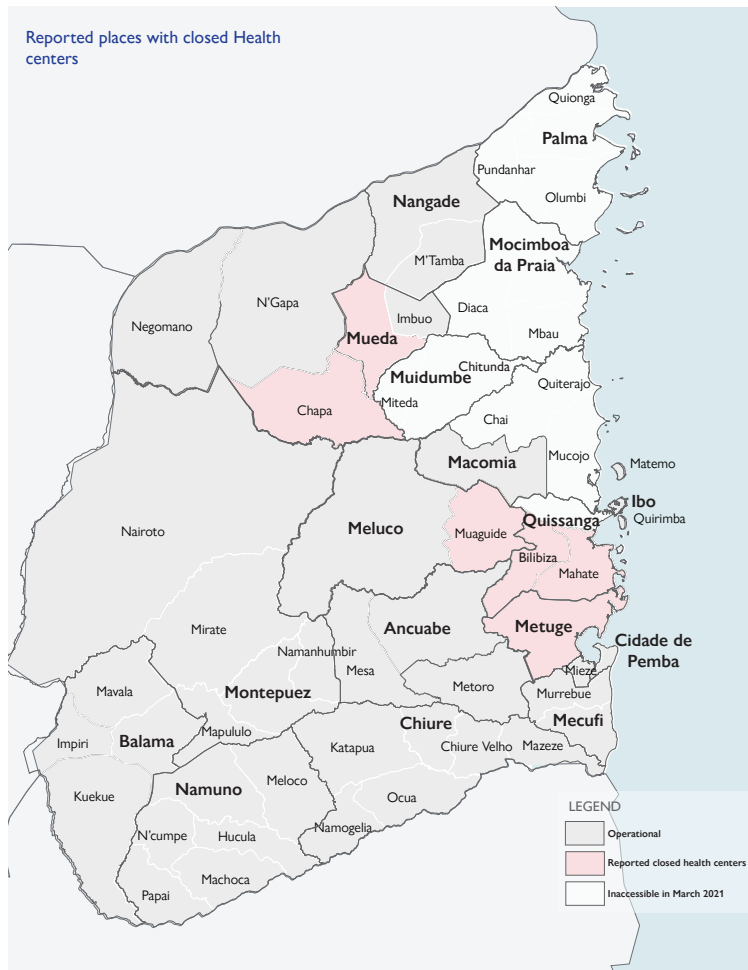 Reported places with closed Health
centers
Quionga
Palma
Pundanhar
Olumbi
Nangade
M'Tamba
Mocimboa
da Praia
N'Gapa
Negomano
Imbuo
Diaca
Mbau
Mueda
Chitunda
Muidumbe
Quiterajo
Miteda
Chapa
Chai
Mucojo
Macomia
Matemo
Ibo
Quirimba
Quissanga
Nairoto
Meluco
Muaguide
Bilibiza
Mahate
Mirate
Ancuabe
Metuge
Cidade de
Pemba
Namanhumbir
Mesa
Mieze
Metoro
Murrebue
Mavala
Montepuez
Mecufi
Chiure
Mapululo
Impiri
Balama
Katapua
Chiure Velho
Mazeze
Meloco
Namuno
Kuekue
Ocua
N'cumpe
Hucula
Namogelia
Machoca
Papai
LEGEND
Operational
Reported closed health centers
Inaccessible in March 2021